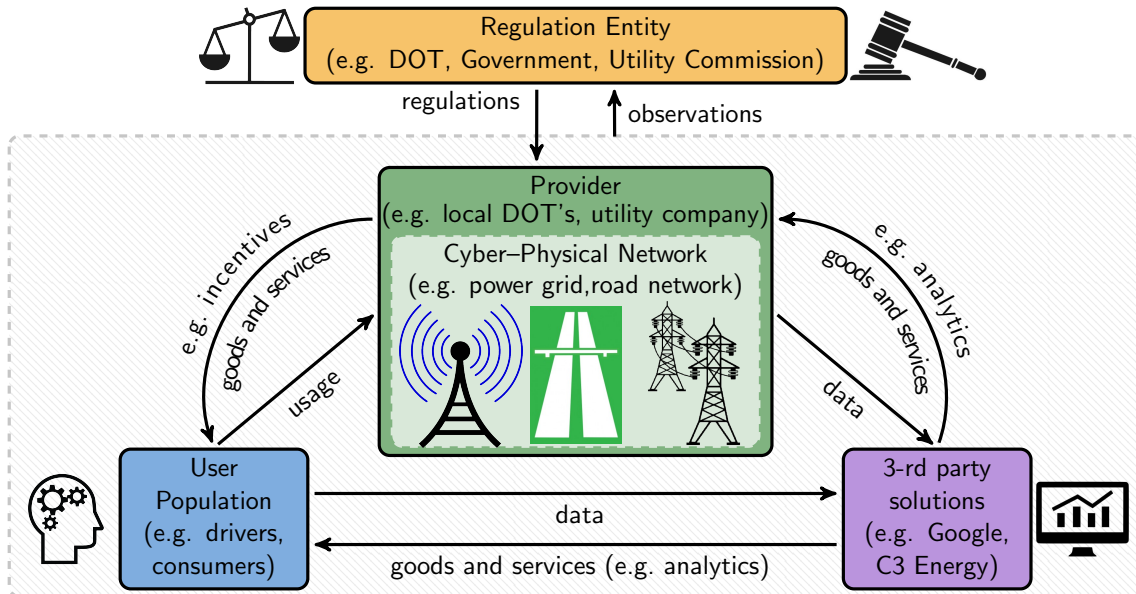 Regulation Entity
(e.g. DOT, Government, Utility Commission)
regulations
observations
Provider
(e.g. local DOT's, utility company)
Cyber–Physical Network
(e.g. power grid,road network)
e.g. incentives
goods and services
usage
e.g. analytics
goods and services
data
User
Population
(e.g. drivers,
consumers)
data
goods and services (e.g. analytics)
3-rd party
solutions
(e.g. Google,
C3 Energy)